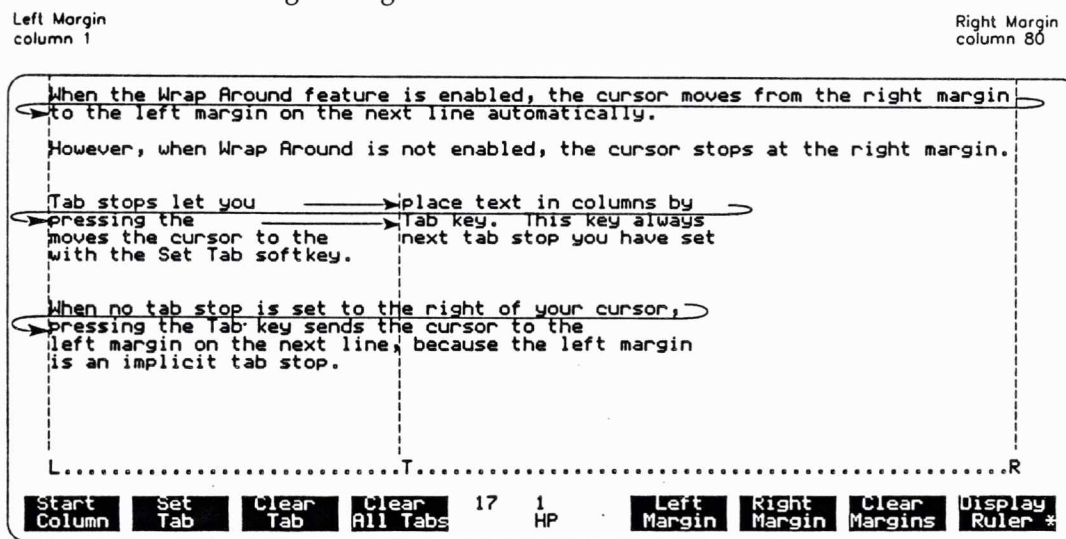 Left Margin
column 1
Right Margin
column 80
When the Wrap Around feature is enabled, the cursor moves from the right margin
to the left margin on the next line automatically.
However, when Wrap Around is not enabled, the cursor stops at the right margin.
Tab stops let you place text in columns by
pressing the Tab key. This key always
moves the cursor to the next tab stop you have set
with the Set Tab softkey.
When no tab stop is set to the right of your cursor,
pressing the Tab key sends the cursor to the
left margin on the next line, because the left margin
is an implicit tab stop.
L............................T..................................................R
Start Set Clear Clear 17 1 Left Right Clear Display
Column Tab Tab All Tabs HP Margin Margin Margins Ruler *